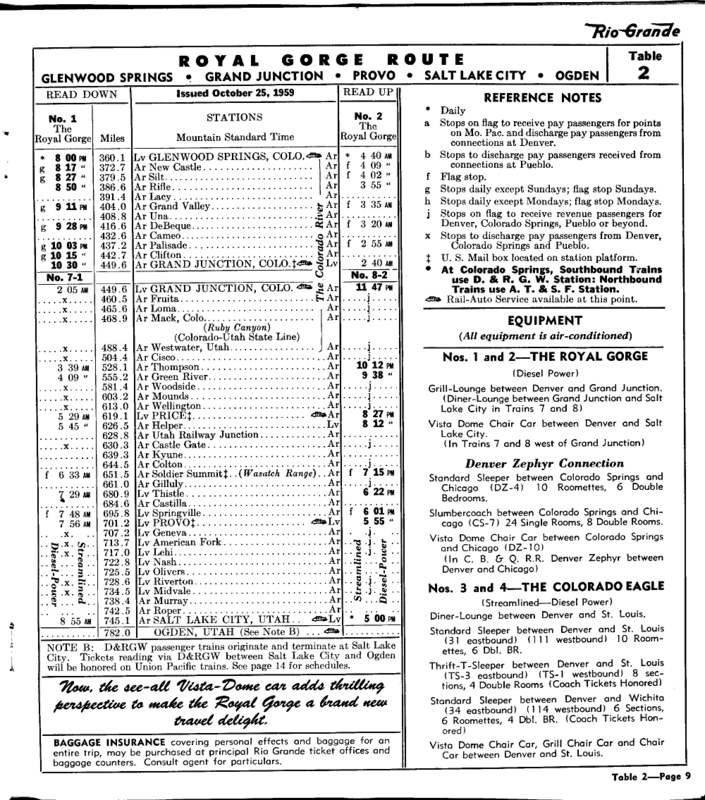 Rio Grande
ROYAL GORGE ROUTE
GLENWOOD SPRINGS • GRAND JUNCTION • PROVO • SALT LAKE CITY • OGDEN
Table
2
READ DOWN
Issued October 25, 1959
READ UP
No. 1 The Royal Gorge
Miles
STATIONS
Mountain Standard Time
No. 2 The Royal Gorge
* 8 00 PM 360.1 Lv GLENWOOD SPRINGS, COLO. Ar * 4 40 AM
g 8 17 " 372.7 Ar New Castle Ar f 4 09 "
g 8 27 " 379.5 Ar Silt Ar f 4 02 "
8 50 " 386.6 Ar Rifle Ar 3 55 "
391.4 Ar Lacy Ar
g 9 11 PM 404.0 Ar Grand Valley Ar f 3 35 AM
408.8 Ar Una Ar
g 9 28 PM 416.6 Ar DeBeque Ar f 3 20 AM
432.6 Ar Cameo Ar
g 10 03 PM 437.2 Ar Palisade Ar f 2 55 AM
g 10 15 " 442.7 Ar Clifton Ar
10 30 " 449.6 Ar GRAND JUNCTION, COLO.‡ Lv 2 40 AM
The Colorado River
No. 7-1
No. 8-2
2 05 AM 449.6 Lv GRAND JUNCTION, COLO. Ar 11 47 PM
x 460.5 Ar Fruita Ar j
x 465.6 Ar Loma Ar j
x 468.9 Ar Mack, Colo. Ar j
(Ruby Canyon)
(Colorado-Utah State Line)
x 488.4 Ar Westwater, Utah Ar j
x 504.4 Ar Cisco Ar j
3 39 AM 528.1 Ar Thompson Ar 10 12 PM
4 09 " 555.2 Ar Green River Ar 9 38 "
581.4 Ar Woodside Ar j
x 603.2 Ar Mounds Ar j
x 613.0 Ar Wellington Ar j
5 29 AM 619.1 Lv PRICE‡ Ar 8 27 PM
5 45 " 626.5 Ar Helper Lv 8 12 "
628.8 Ar Utah Railway Junction Ar
x 630.3 Ar Castle Gate Ar j
639.3 Ar Kyune Ar
644.5 Ar Colton Ar
f 6 33 AM 651.5 Ar Soldier Summit‡ (Wasatch Range) Ar f 7 15 PM
661.0 Ar Gilluly Ar
7 29 AM 680.9 Lv Thistle Ar 6 22 PM
684.6 Ar Castilla Ar
f 7 48 AM 695.8 Lv Springville Ar f 6 01 PM
7 56 AM 701.2 Lv PROVO‡ Lv 5 55 "
x 707.2 Lv Geneva Ar
x 713.7 Lv American Fork Ar j
x 717.0 Lv Lehi Ar j
722.8 Lv Nash Ar
725.5 Lv Olivers Ar
x 728.6 Lv Riverton Ar j
x 734.5 Lv Midvale Ar j
738.4 Ar Murray Ar
742.5 Ar Roper Ar
8 55 AM 745.1 Ar SALT LAKE CITY, UTAH Lv * 5 00 PM
782.0 OGDEN, UTAH (See Note B)
Diesel-Power
Streamlined
Streamlined
Diesel-Power
NOTE B: D&RGW passenger trains originate and terminate at Salt Lake
City. Tickets reading via D&RGW between Salt Lake City and Ogden
will be honored on Union Pacific trains. See page 14 for schedules.
Now, the see-all Vista-Dome car adds thrilling
perspective to make the Royal Gorge a brand new
travel delight.
BAGGAGE INSURANCE covering personal effects and baggage for an
entire trip, may be purchased at principal Rio Grande ticket offices and
baggage counters. Consult agent for particulars.
REFERENCE NOTES
* Daily
a Stops on flag to receive pay passengers for points
on Mo. Pac. and discharge pay passengers from
connections at Denver.
b Stops to discharge pay passengers received from
connections at Pueblo.
f Flag stop.
g Stops daily except Sundays; flag stop Sundays.
h Stops daily except Mondays; flag stop Mondays.
j Stops on flag to receive revenue passengers for
Denver, Colorado Springs, Pueblo or beyond.
x Stops to discharge pay passengers from Denver,
Colorado Springs and Pueblo.
‡ U. S. Mail box located on station platform.
• At Colorado Springs, Southbound Trains
use D. & R. G. W. Station: Northbound
Trains use A. T. & S. F. Station.
Rail-Auto Service available at this point.
EQUIPMENT
(All equipment is air-conditioned)
Nos. 1 and 2—THE ROYAL GORGE
(Diesel Power)
Grill-Lounge between Denver and Grand Junction.
(Diner-Lounge between Grand Junction and Salt
Lake City in Trains 7 and 8)
Vista Dome Chair Car between Denver and Salt
Lake City.
(In Trains 7 and 8 west of Grand Junction)
Denver Zephyr Connection
Standard Sleeper between Colorado Springs and
Chicago (DZ-4) 10 Roomettes, 6 Double
Bedrooms.
Slumbercoach between Colorado Springs and Chi-
cago (CS-7) 24 Single Rooms, 8 Double Rooms.
Vista Dome Chair Car between Colorado Springs
and Chicago (DZ-10)
(In C. B. & Q. R.R. Denver Zephyr between
Denver and Chicago)
Nos. 3 and 4—THE COLORADO EAGLE
(Streamlined—Diesel Power)
Diner-Lounge between Denver and St. Louis.
Standard Sleeper between Denver and St. Louis
(31 eastbound) (111 westbound) 10 Room-
ettes, 6 Dbl. BR.
Thrift-T-Sleeper between Denver and St. Louis
(TS-3 eastbound) (TS-1 westbound) 8 sec-
tions, 4 Double Rooms (Coach Tickets Honored)
Standard Sleeper between Denver and Wichita
(34 eastbound) (114 westbound) 6 Sections,
6 Roomettes, 4 Dbl. BR. (Coach Tickets Hon-
ored)
Vista Dome Chair Car, Grill Chair Car and Chair
Car between Denver and St. Louis.
Table 2—Page 9